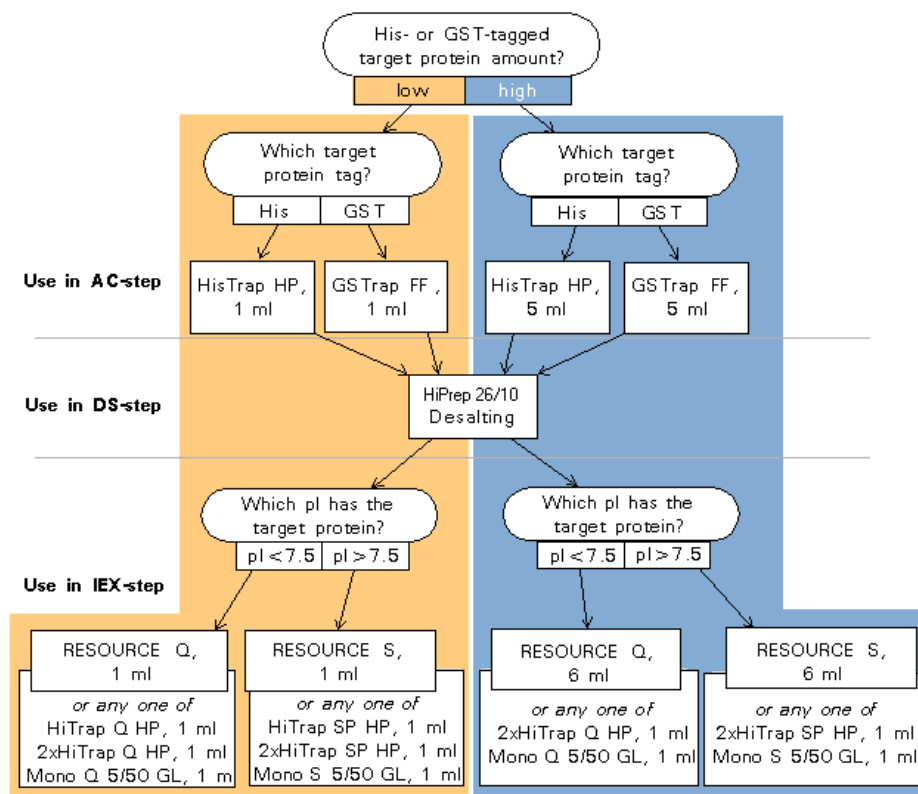 His- or GST-tagged
target protein amount?
low
high
Which target
protein tag?
His
GST
Which target
protein tag?
His
GST
Use in AC-step
HisTrap HP,
1 ml
GSTrap FF,
1 ml
HisTrap HP,
5 ml
GSTrap FF,
5 ml
Use in DS-step
HiPrep 26/10
Desalting
Which pI has the
target protein?
pI<7.5
pI>7.5
Which pI has the
target protein?
pI<7.5
pI>7.5
Use in IEX-step
RESOURCE Q,
1 ml
or any one of
HiTrap Q HP, 1 ml
2xHiTrap Q HP, 1 ml
Mono Q 5/50 GL, 1 m
RESOURCE S,
1 ml
or any one of
HiTrap SP HP, 1 ml
2xHiTrap SP HP, 1 ml
Mono S 5/50 GL, 1 ml
RESOURCE Q,
6 ml
or any one of
2xHiTrap Q HP, 1 ml
Mono Q 5/50 GL, 1 ml
RESOURCE S,
6 ml
or any one of
2xHiTrap SP HP, 1 ml
Mono S 5/50 GL, 1 ml